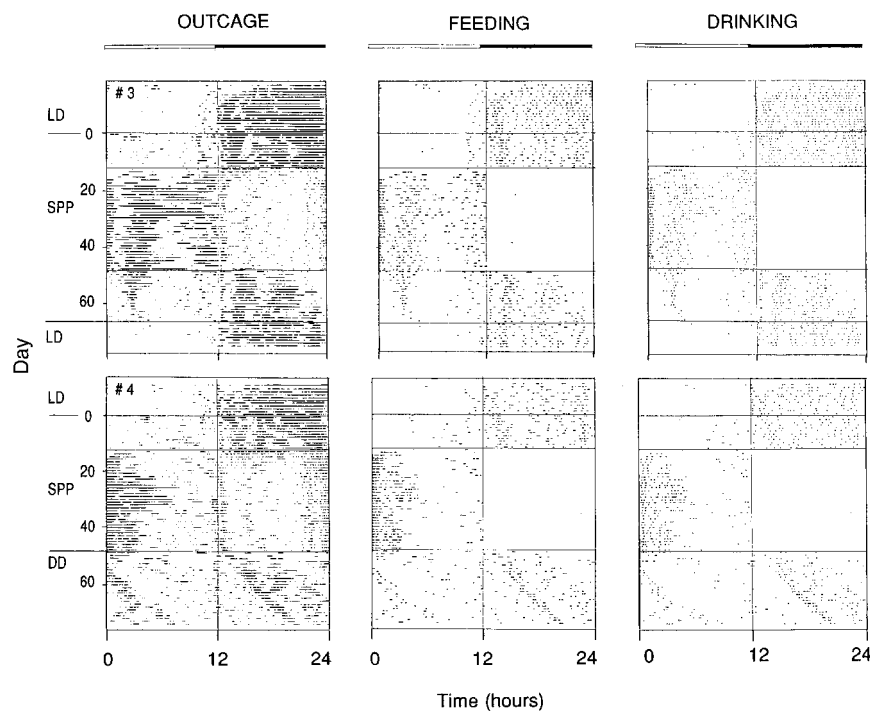 OUTCAGE FEEDING DRINKING
# 3
LD
0
20
SPP
40
60
LD
Day
# 4
LD
0
20
SPP
40
DD
60
0 12 24 0 12 24 0 12 24
Time (hours)